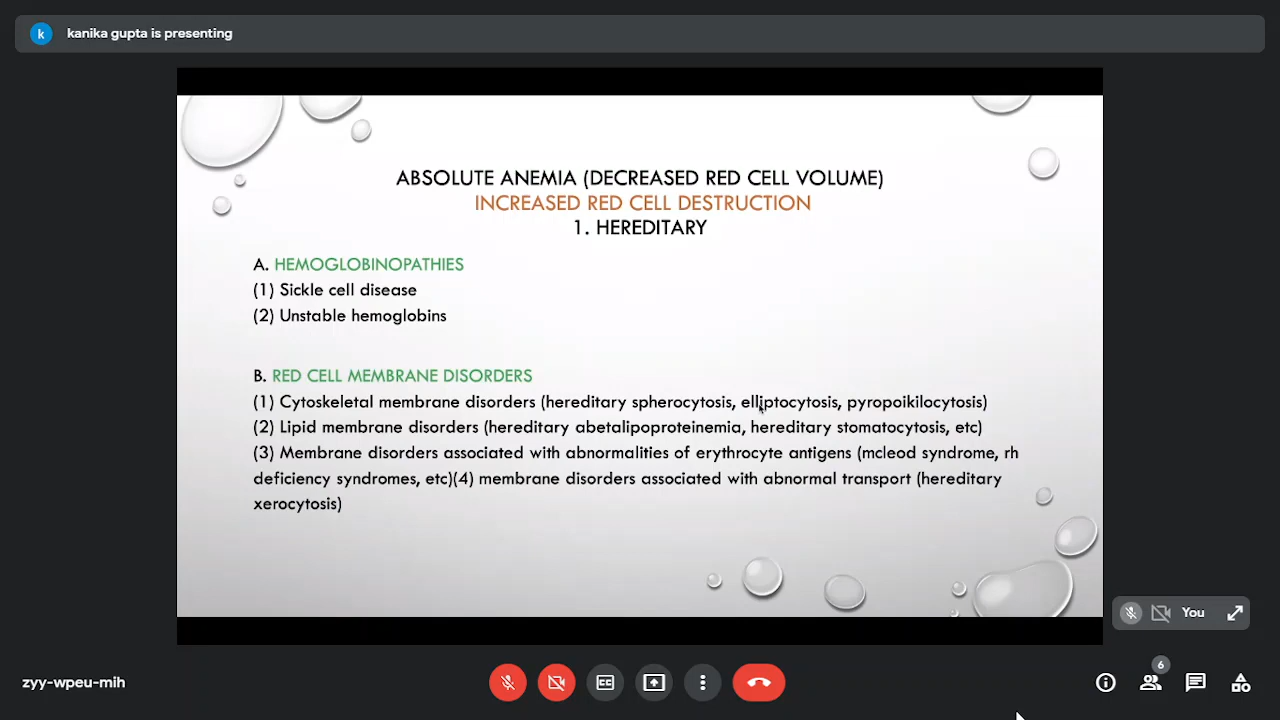 k kanika gupta is presenting
ABSOLUTE ANEMIA (DECREASED RED CELL VOLUME)
INCREASED RED CELL DESTRUCTION
1. HEREDITARY
A. HEMOGLOBINOPATHIES
(1) Sickle cell disease
(2) Unstable hemoglobins
B. RED CELL MEMBRANE DISORDERS
(1) Cytoskeletal membrane disorders (hereditary spherocytosis, elliptocytosis, pyropoikilocytosis)
(2) Lipid membrane disorders (hereditary abetalipoproteinemia, hereditary stomatocytosis, etc)
(3) Membrane disorders associated with abnormalities of erythrocyte antigens (mcleod syndrome, rh
deficiency syndromes, etc)(4) membrane disorders associated with abnormal transport (hereditary
xerocytosis)
You
zyy-wpeu-mih
CC
6